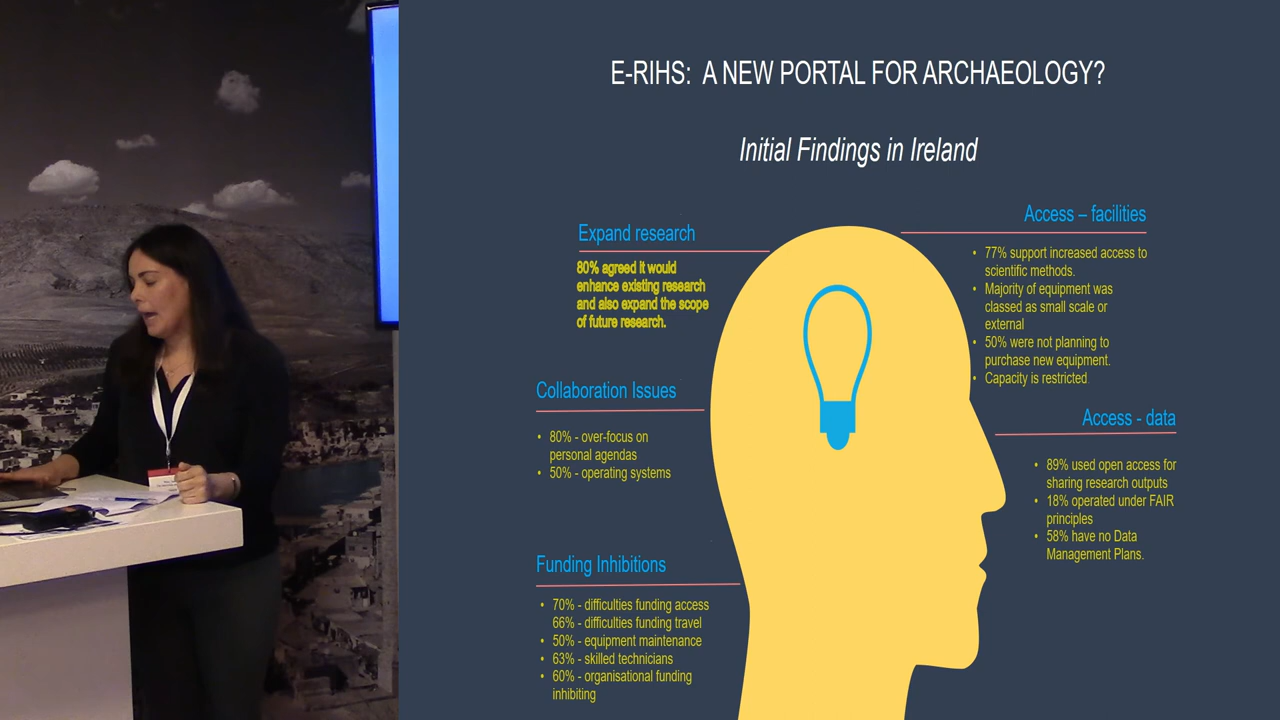 E-RIHS: A NEW PORTAL FOR ARCHAEOLOGY?
Initial Findings in Ireland
Expand research
80% agreed it would
enhance existing research
and also expand the scope
of future research.
Collaboration Issues
• 80% - over-focus on
personal agendas
• 50% - operating systems
Funding Inhibitions
• 70% - difficulties funding access
66% - difficulties funding travel
• 50% - equipment maintenance
• 63% - skilled technicians
• 60% - organisational funding
inhibiting
Access – facilities
• 77% support increased access to
scientific methods.
• Majority of equipment was
classed as small scale or
external
• 50% were not planning to
purchase new equipment.
• Capacity is restricted.
Access - data
• 89% used open access for
sharing research outputs
• 18% operated under FAIR
principles
• 58% have no Data
Management Plans.